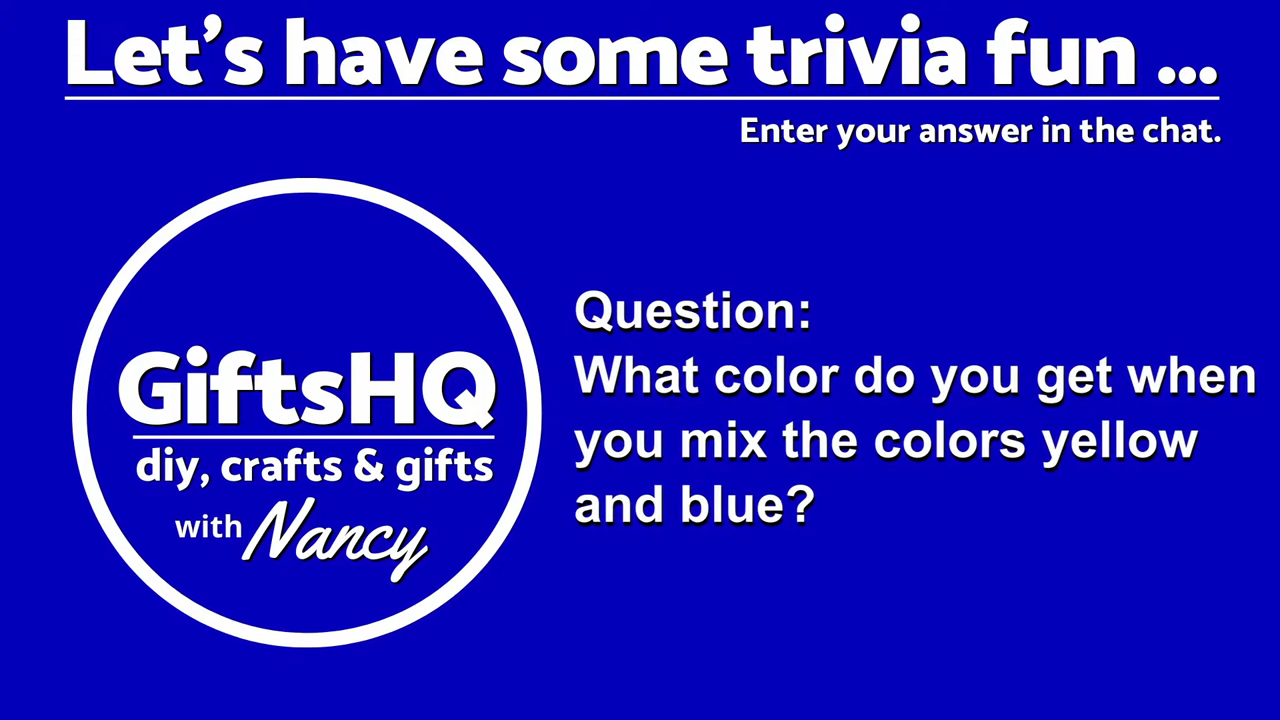 Let's have some trivia fun ...
Enter your answer in the chat.
GiftsHQ
diy, crafts & gifts
with Nancy
Question:
What color do you get when
you mix the colors yellow
and blue?